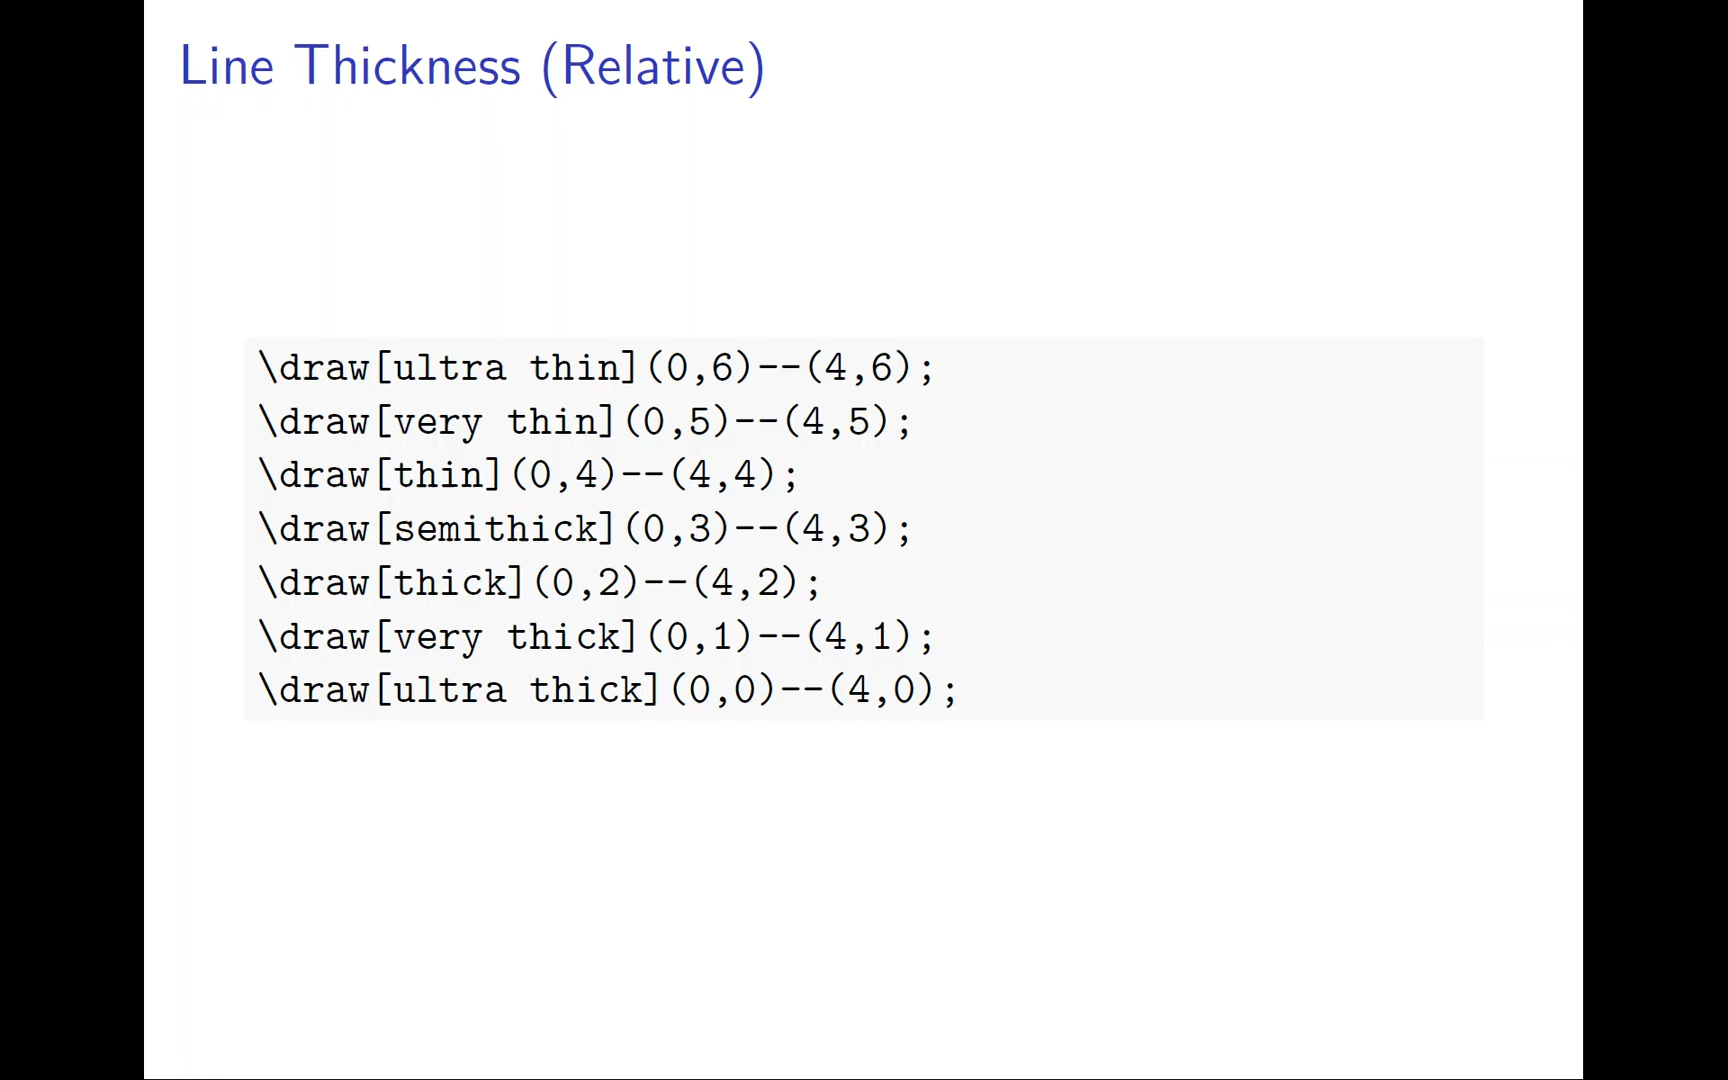 Line Thickness (Relative)
\draw[ultra thin](0,6)--(4,6);
\draw[very thin](0,5)--(4,5);
\draw[thin](0,4)--(4,4);
\draw[semithick](0,3)--(4,3);
\draw[thick](0,2)--(4,2);
\draw[very thick](0,1)--(4,1);
\draw[ultra thick](0,0)--(4,0);